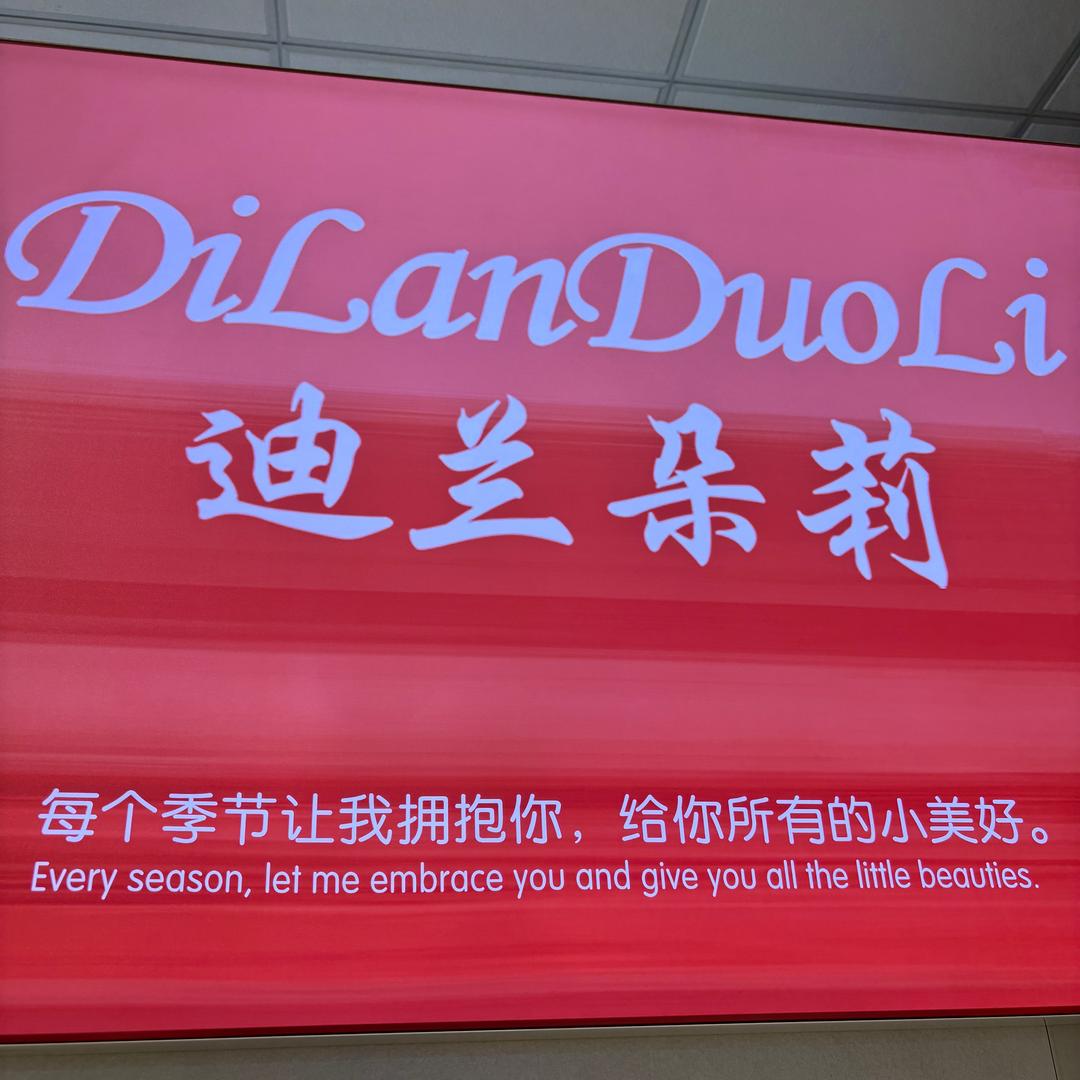 DiLanDuoLi
迪兰朵莉
每个季节让我拥抱你，给你所有的小美好。
Every season, let me embrace you and give you all the little beauties.